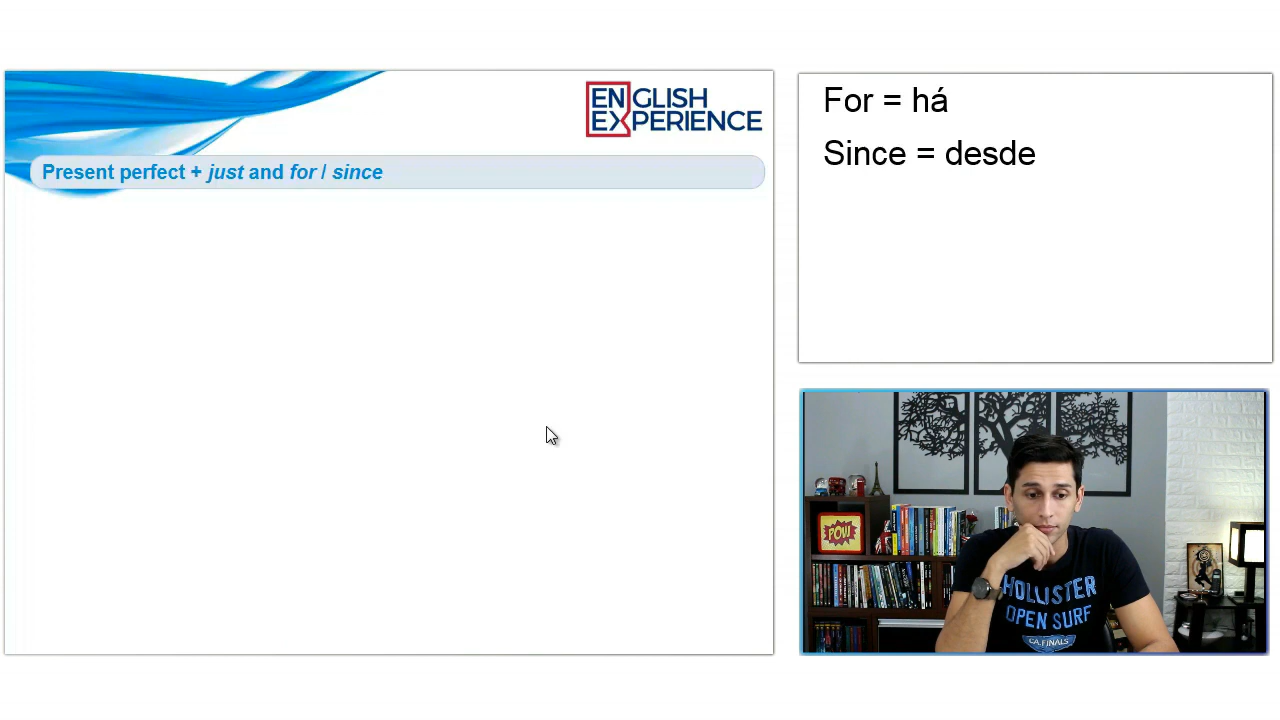 ENGLISH
EXPERIENCE
Present perfect + just and for / since
For = há
Since = desde
POW!
HOLLISTER
OPEN SURF
CA.FINALS